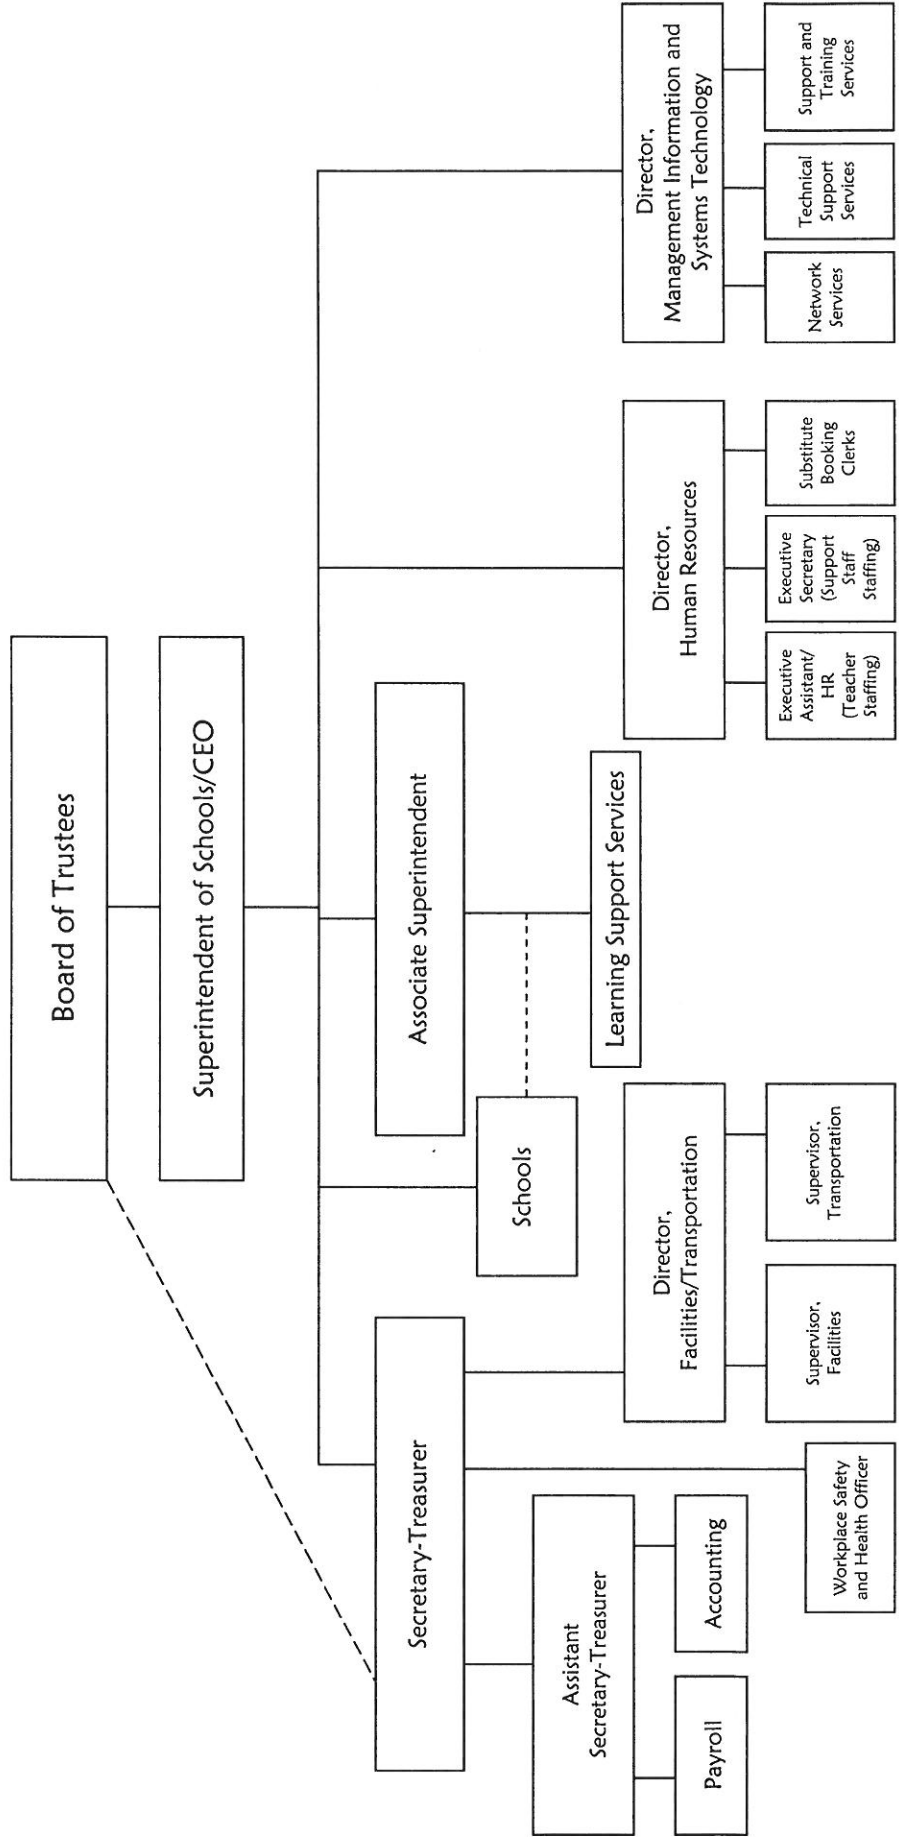 Board of Trustees
Superintendent of Schools/CEO
Secretary-Treasurer
Schools
Associate Superintendent
Director,
Human Resources
Director,
Management Information and
Systems Technology
Assistant
Secretary-Treasurer
Payroll
Accounting
Workplace Safety
and Health Officer
Director,
Facilities/Transportation
Supervisor,
Facilities
Supervisor,
Transportation
Learning Support Services
Executive
Assistant/
HR
(Teacher
Staffing)
Executive
Secretary
(Support
Staff
Staffing)
Substitute
Booking
Clerks
Network
Services
Technical
Support
Services
Support and
Training
Services